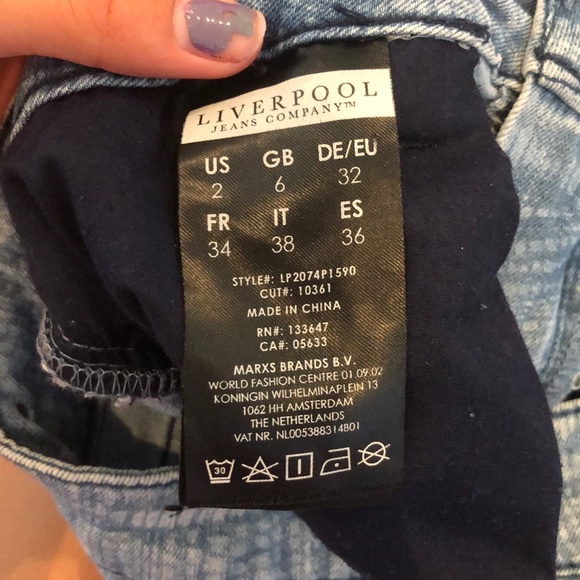 LIVERPOOL
JEANS COMPANY™
US GB DE/EU
2 6 32
FR IT ES
34 38 36
STYLE#: LP2074P1590
CUT#: 10361
MADE IN CHINA
RN#: 133647
CA#: 05633
MARXS BRANDS B.V.
WORLD FASHION CENTRE 01.09.02
KONINGIN WILHELMINAPLEIN 13
1062 HH AMSTERDAM
THE NETHERLANDS
VAT NR. NL005388314B01
30